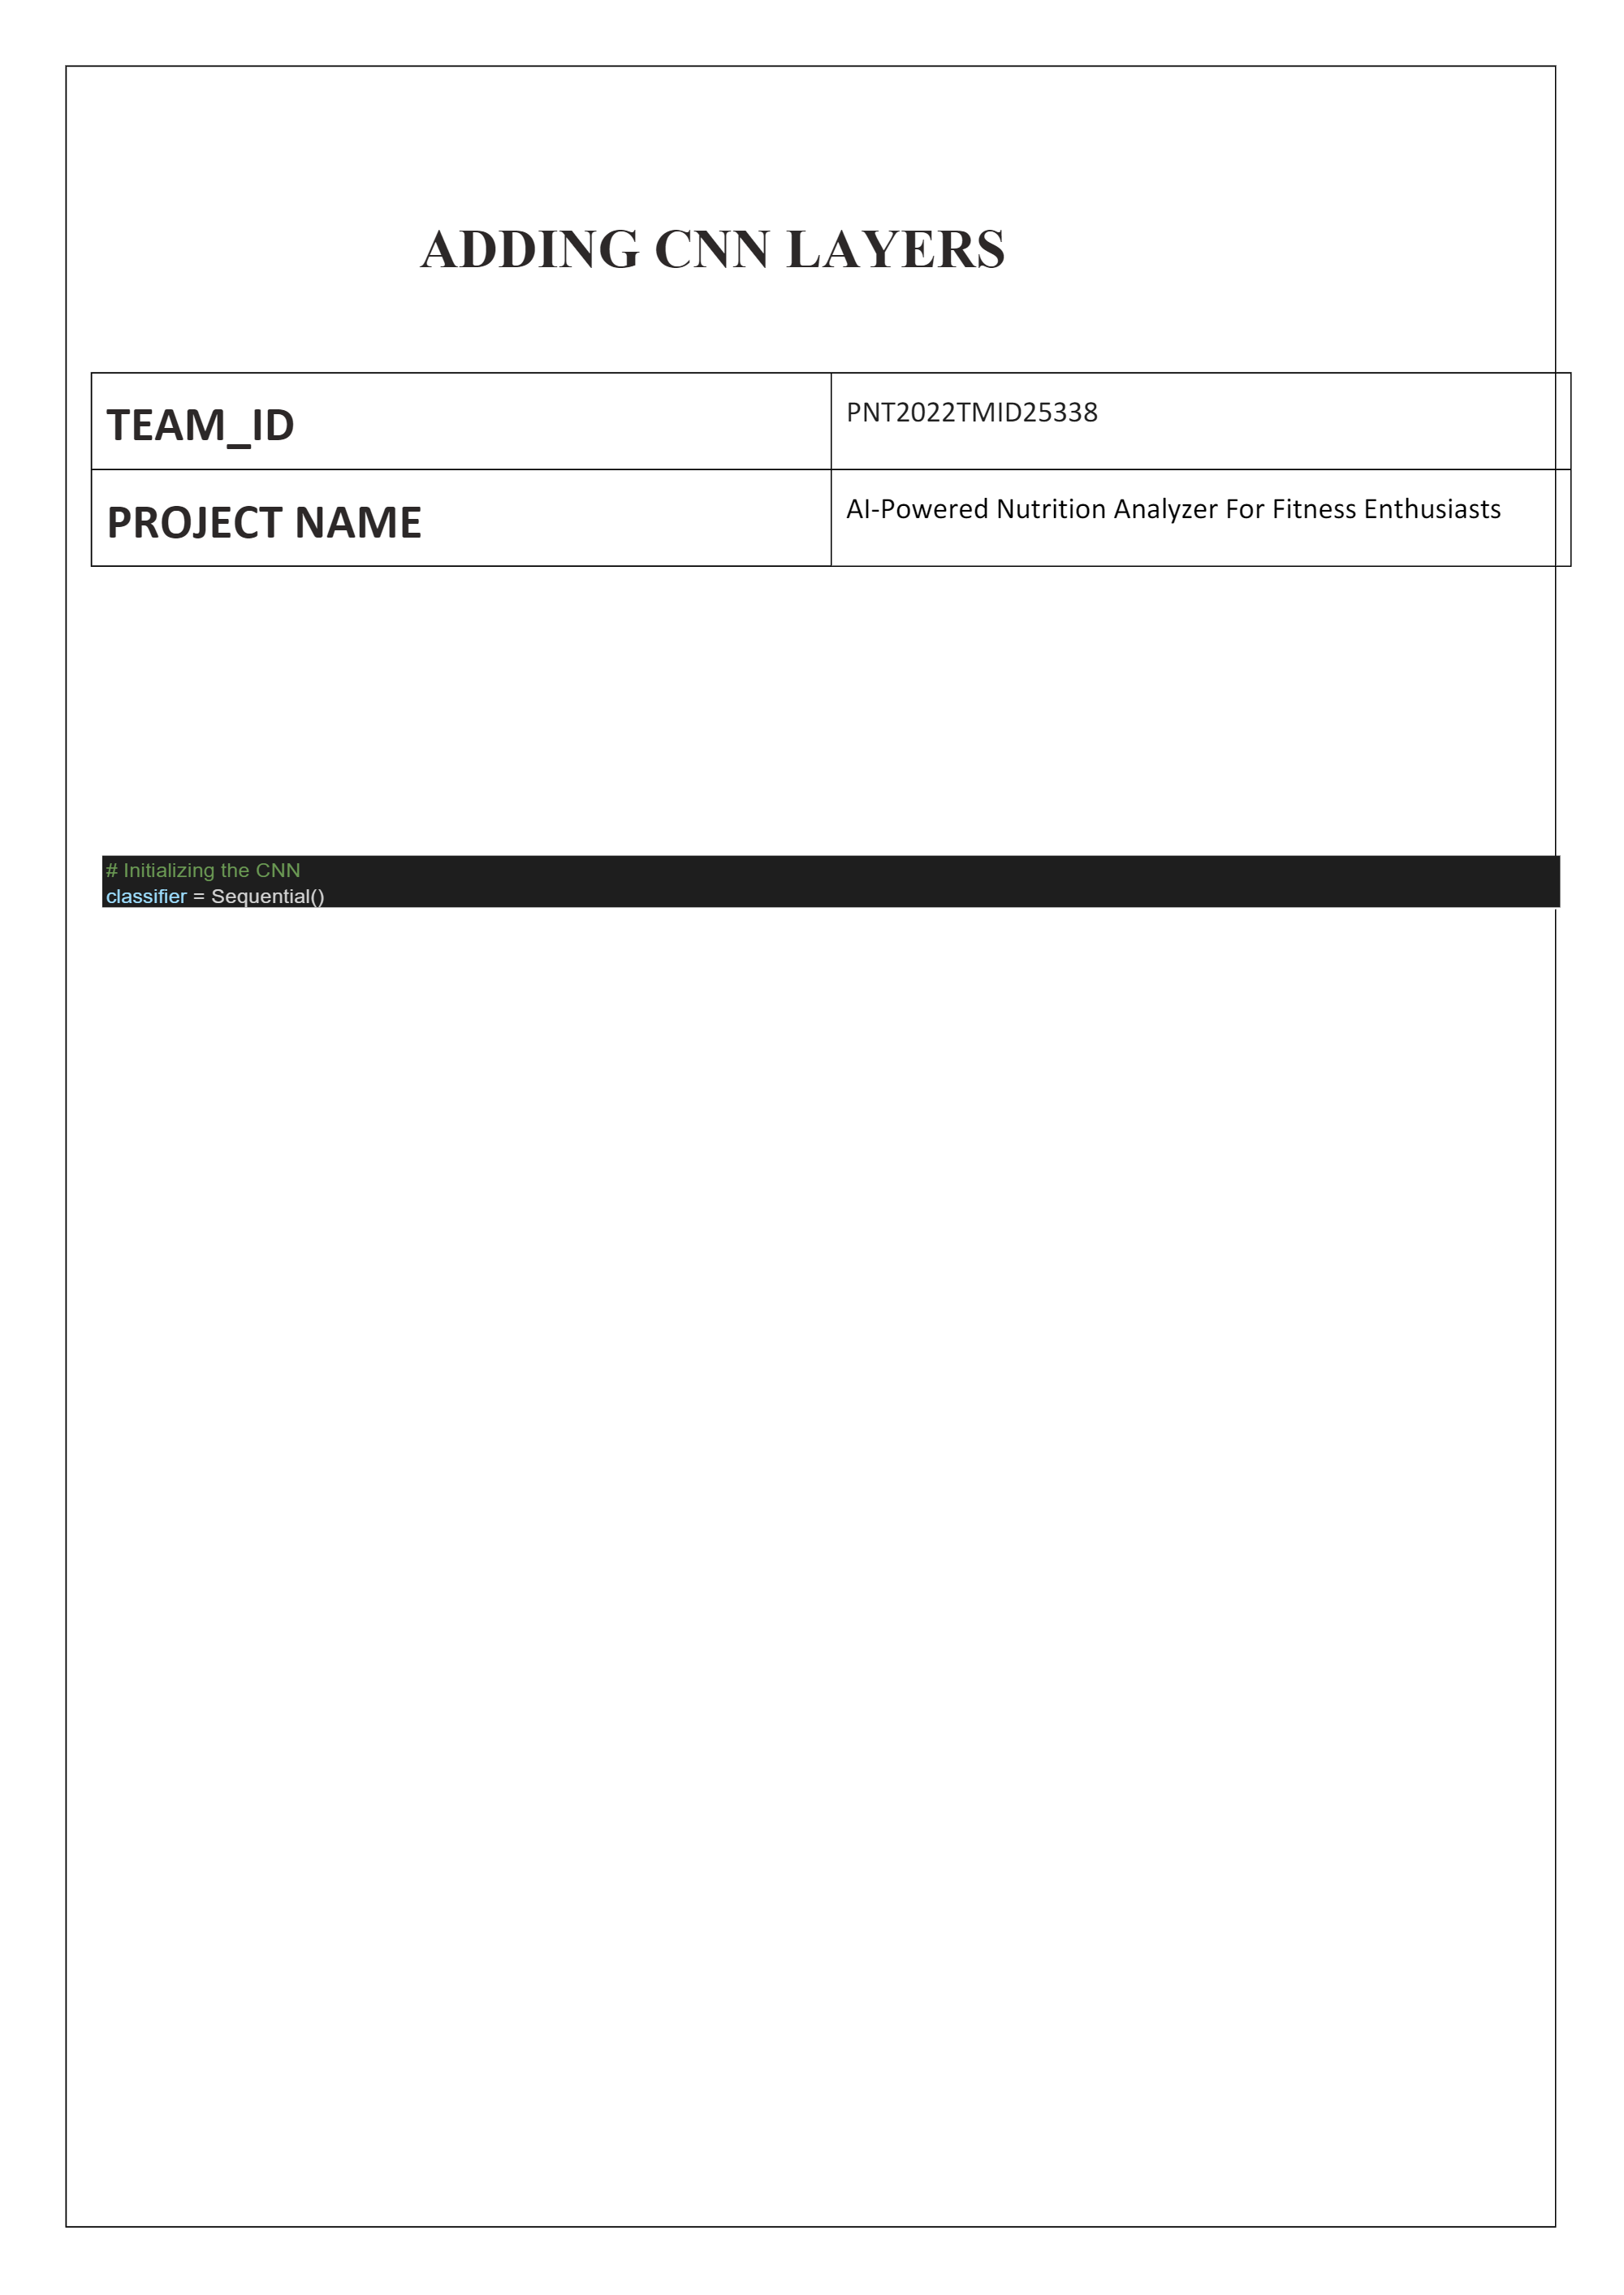 ADDING CNN LAYERS
TEAM_ID
PNT2022TMID25338
PROJECT NAME
AI-Powered Nutrition Analyzer For Fitness Enthusiasts
# Initializing the CNN
classifier = Sequential()